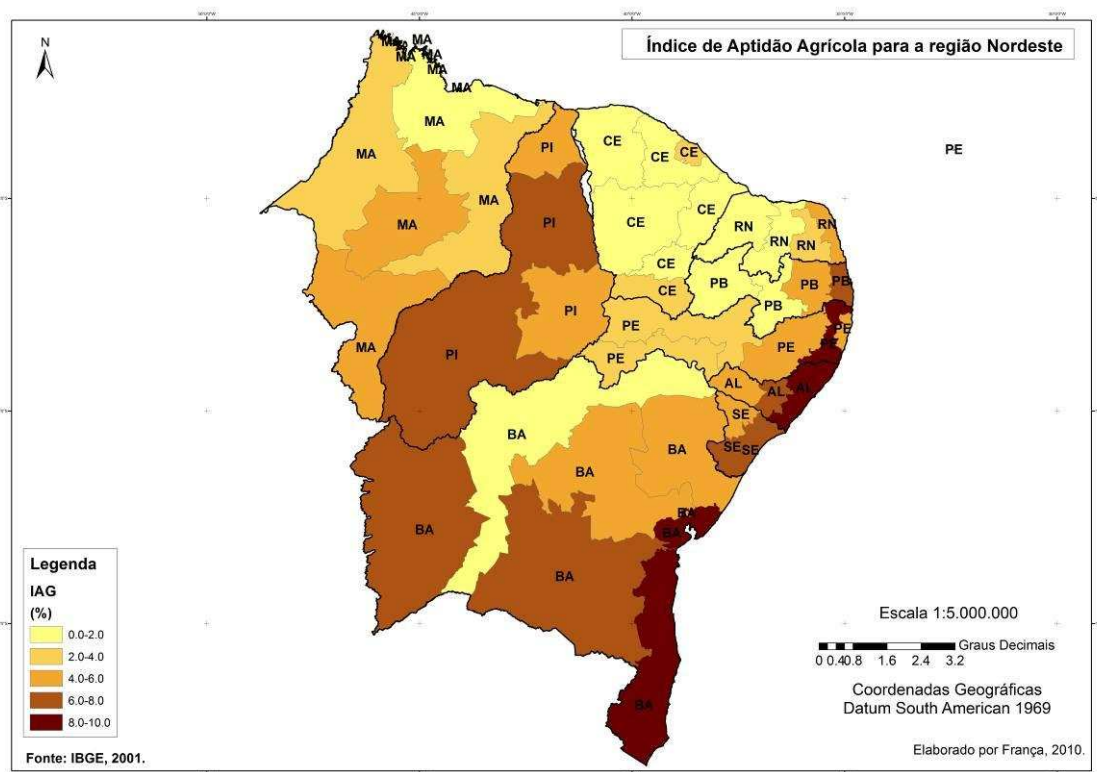 Índice de Aptidão Agrícola para a região Nordeste
N
MA
MA
MA
MA
MA
MA
MA
MA
MA
MA
MA
PI
PI
PI
PI
CE
CE
CE
CE
CE
CE
CE
RN
RN
RN
RN
PB
PB
PB
PB
PE
PE
PE
PE
PE
PE
AL
AL
AL
SE
SE
SE
BA
BA
BA
BA
BA
BA
BA
BA
Legenda
IAG
(%)
0.0-2.0
2.0-4.0
4.0-6.0
6.0-8.0
8.0-10.0
Fonte: IBGE, 2001.
Escala 1:5.000.000
0 0.4 0.8 1.6 2.4 3.2 Graus Decimais
Coordenadas Geográficas
Datum South American 1969
Elaborado por França, 2010.